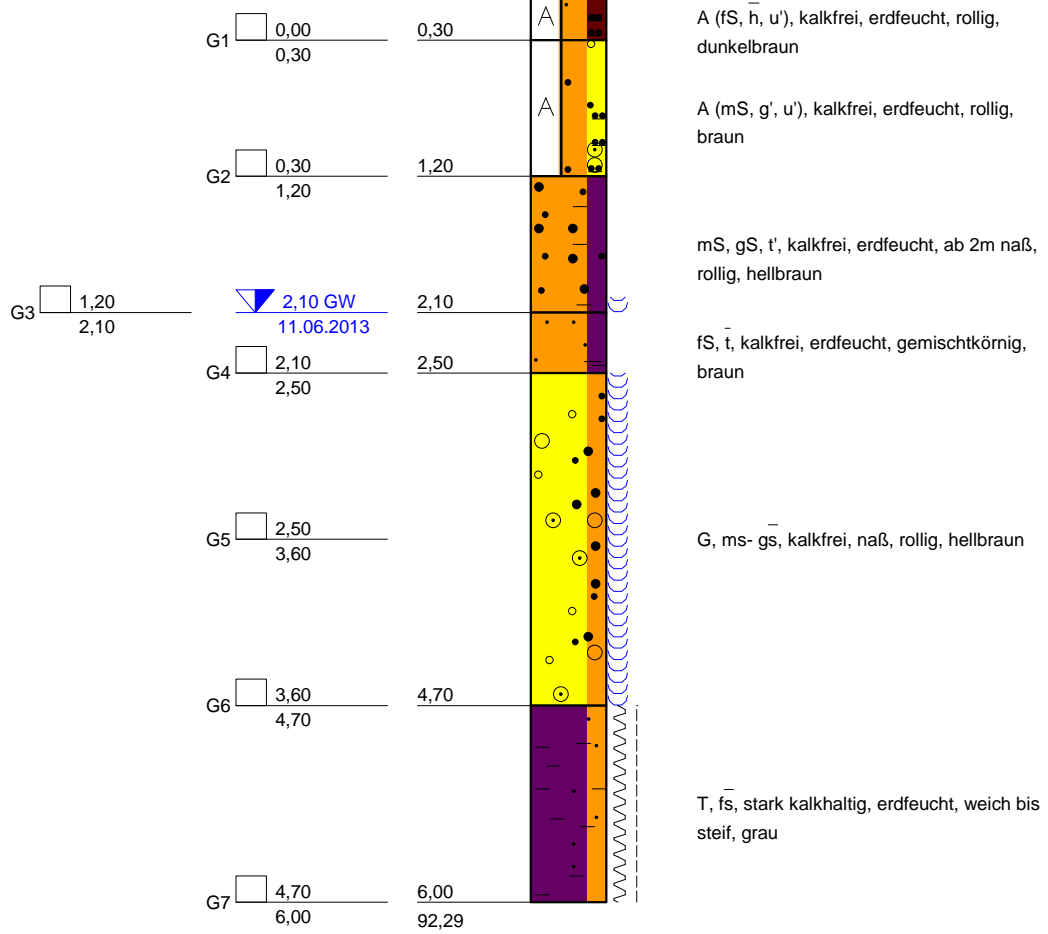 A
A (fS, h̅, u'), kalkfrei, erdfeucht, rollig,
dunkelbraun
G1 0,00 0,30
0,30
A
A (mS, g', u'), kalkfrei, erdfeucht, rollig,
braun
G2 0,30 1,20
1,20
mS, gS, t', kalkfrei, erdfeucht, ab 2m naß,
rollig, hellbraun
G3 1,20 2,10 GW 2,10
2,10 11.06.2013
fS, t̅, kalkfrei, erdfeucht, gemischtkörnig,
braun
G4 2,10 2,50
2,50
G5 2,50
3,60
G, ms- gs̅, kalkfrei, naß, rollig, hellbraun
G6 3,60 4,70
4,70
T, fs̅, stark kalkhaltig, erdfeucht, weich bis
steif, grau
G7 4,70 6,00
6,00 92,29